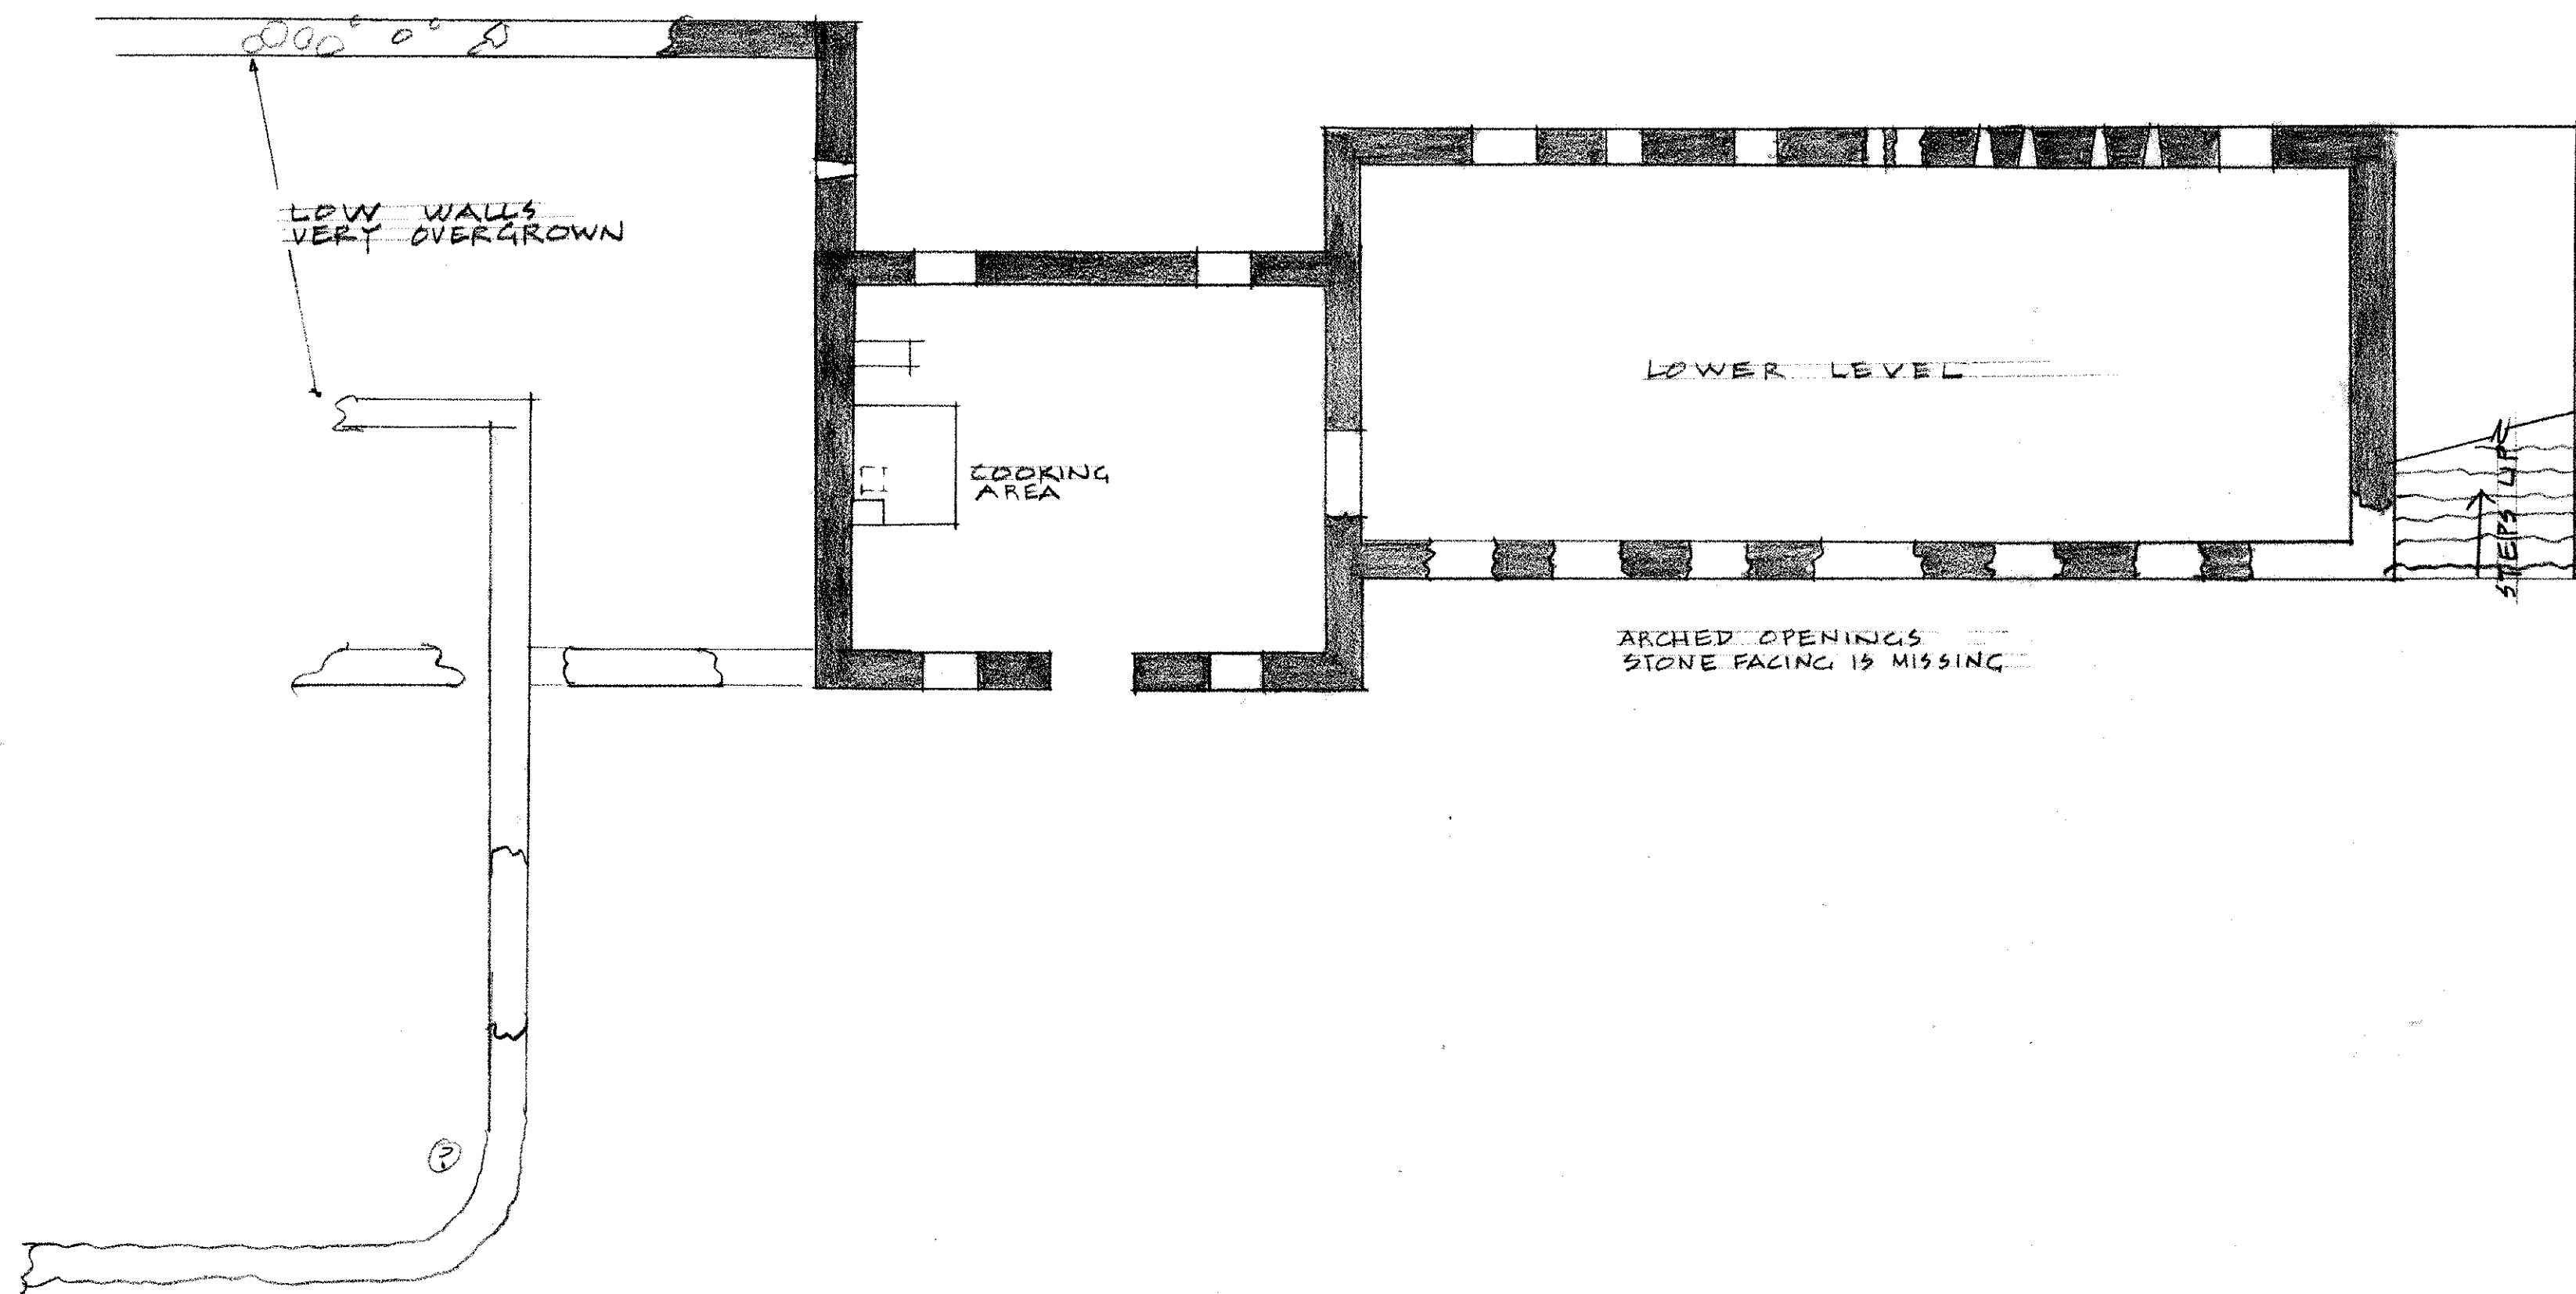 LOW WALLS
VERY OVERGROWN
LOWER LEVEL
COOKING
AREA
STEPS UP
ARCHED OPENINGS
STONE FACING IS MISSING
?